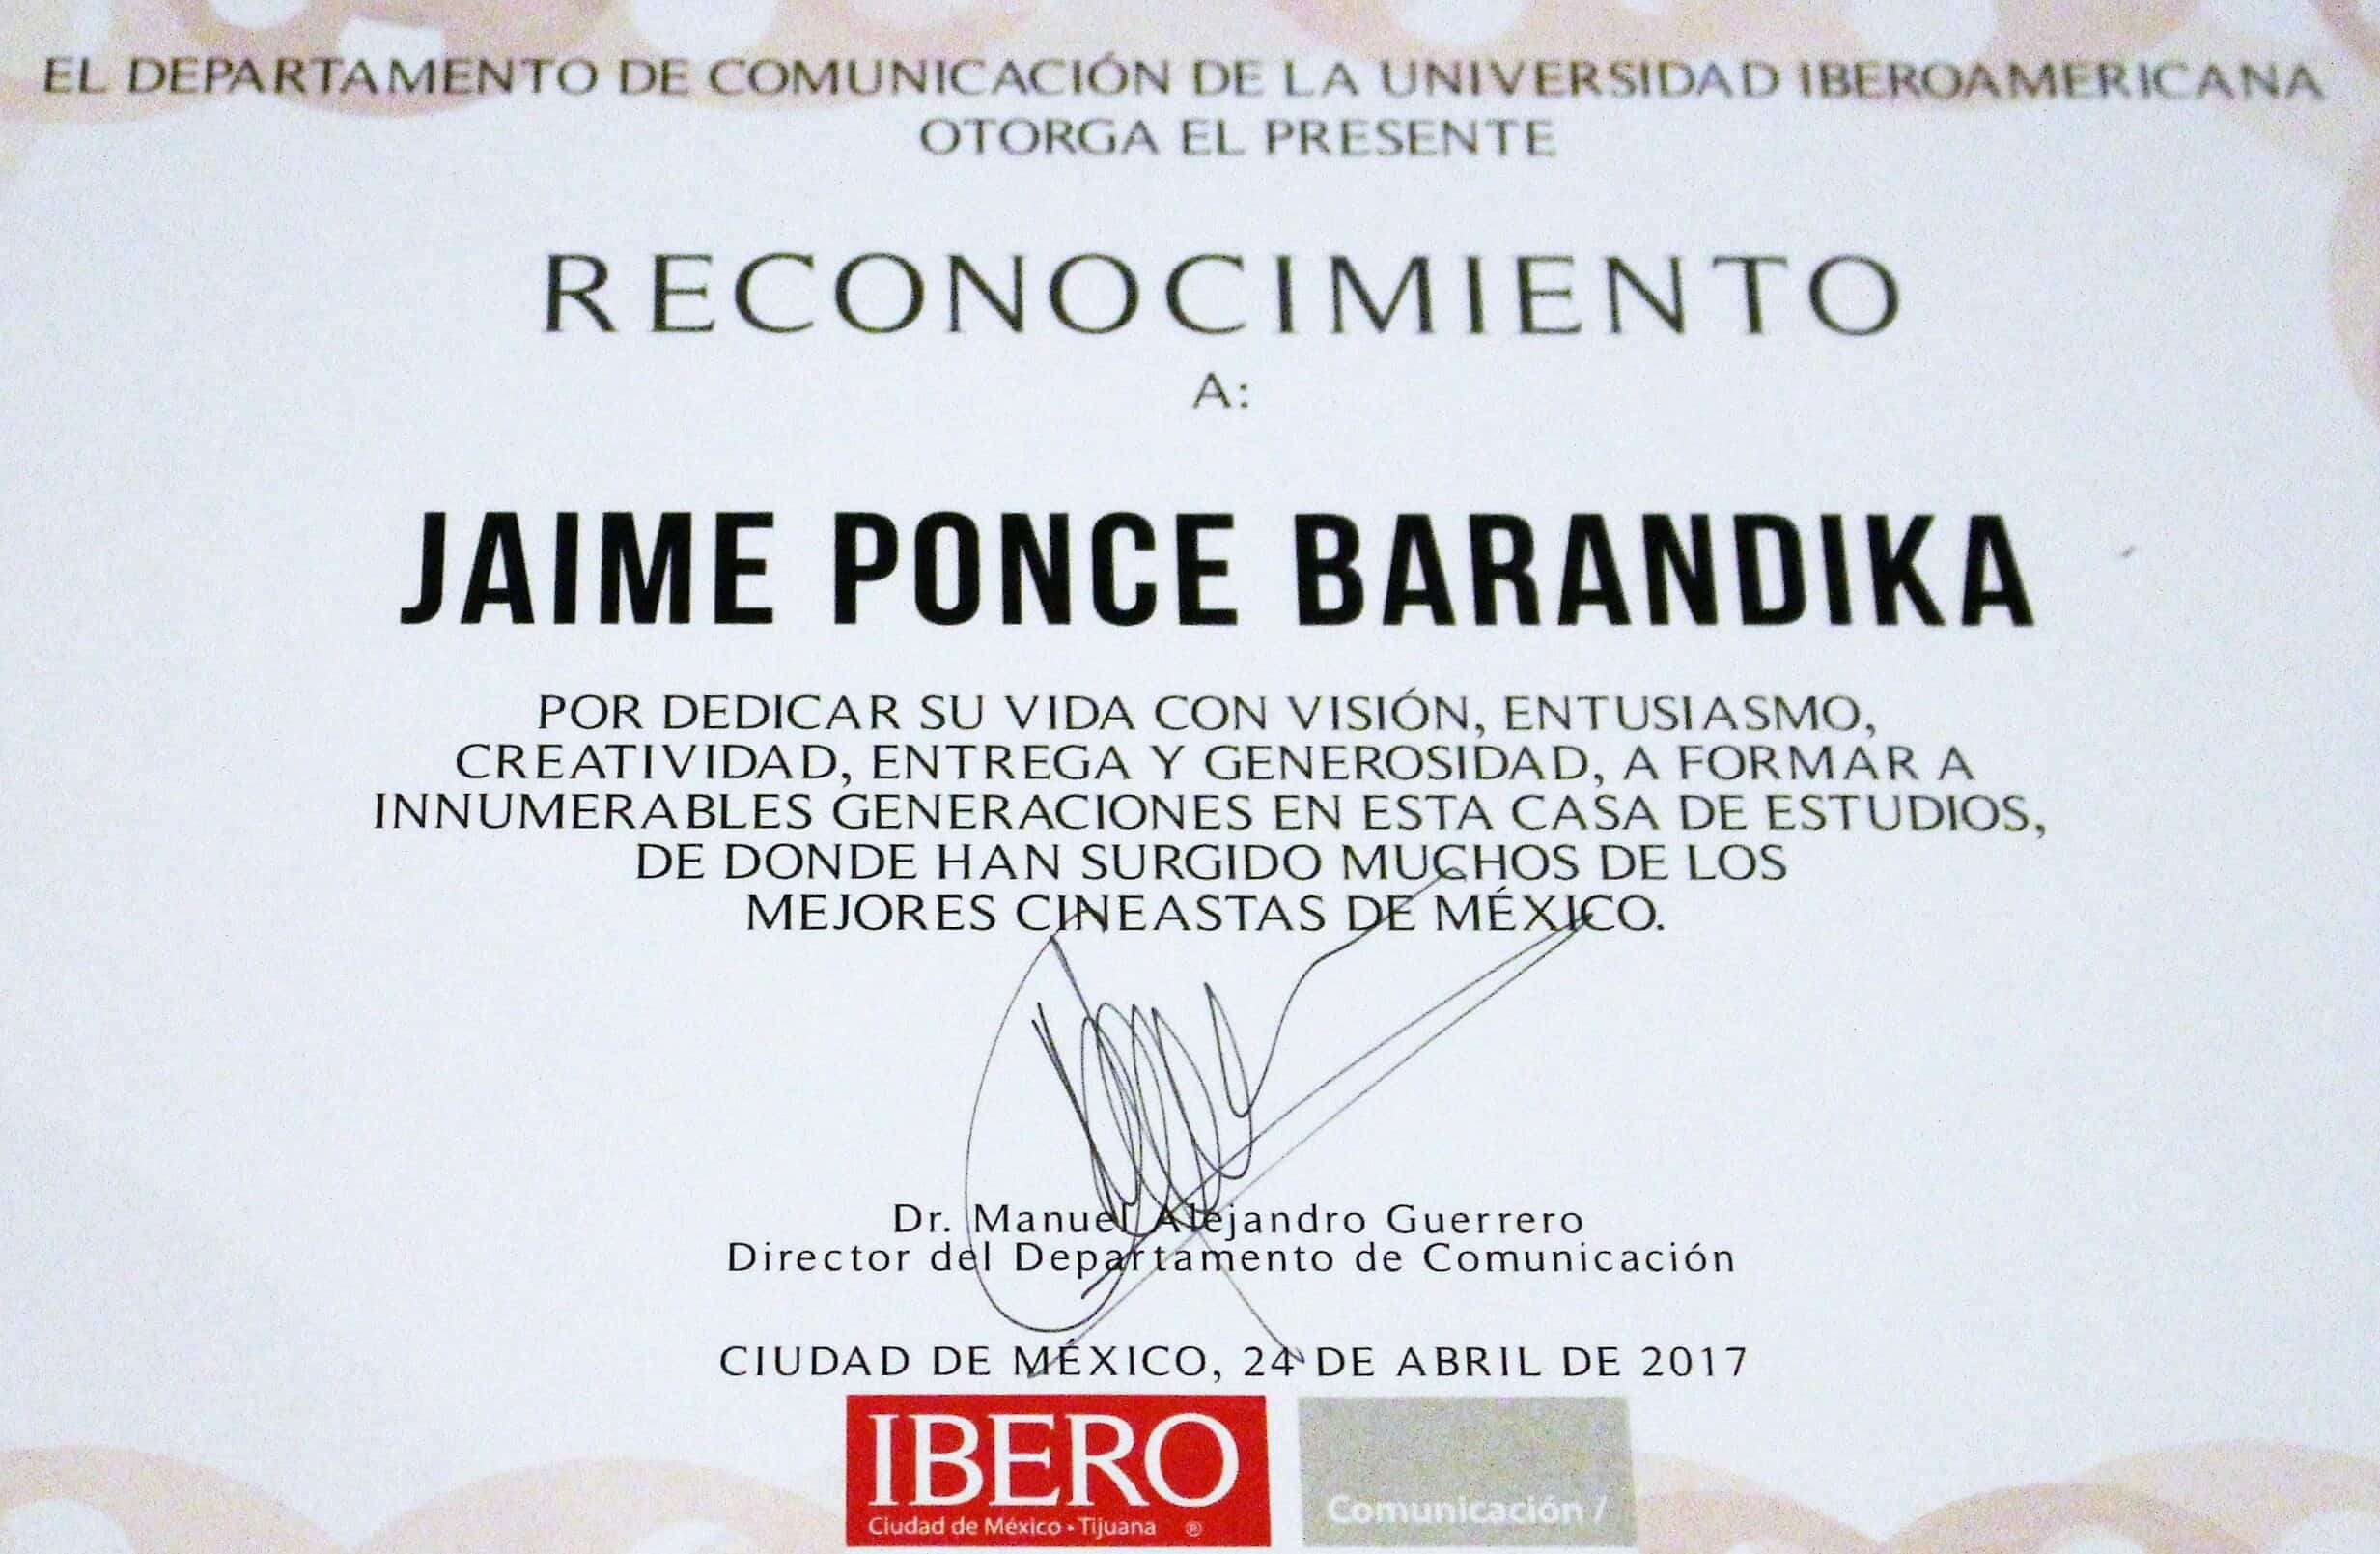 EL DEPARTAMENTO DE COMUNICACIÓN DE LA UNIVERSIDAD IBEROAMERICANA
OTORGA EL PRESENTE
RECONOCIMIENTO
A:
JAIME PONCE BARANDIKA
POR DEDICAR SU VIDA CON VISIÓN, ENTUSIASMO,
CREATIVIDAD, ENTREGA Y GENEROSIDAD, A FORMAR A
INNUMERABLES GENERACIONES EN ESTA CASA DE ESTUDIOS,
DE DONDE HAN SURGIDO MUCHOS DE LOS
MEJORES CINEASTAS DE MÉXICO.
Dr. Manuel Alejandro Guerrero
Director del Departamento de Comunicación
CIUDAD DE MÉXICO, 24 DE ABRIL DE 2017
IBERO
Ciudad de México • Tijuana ®
Comunicación /